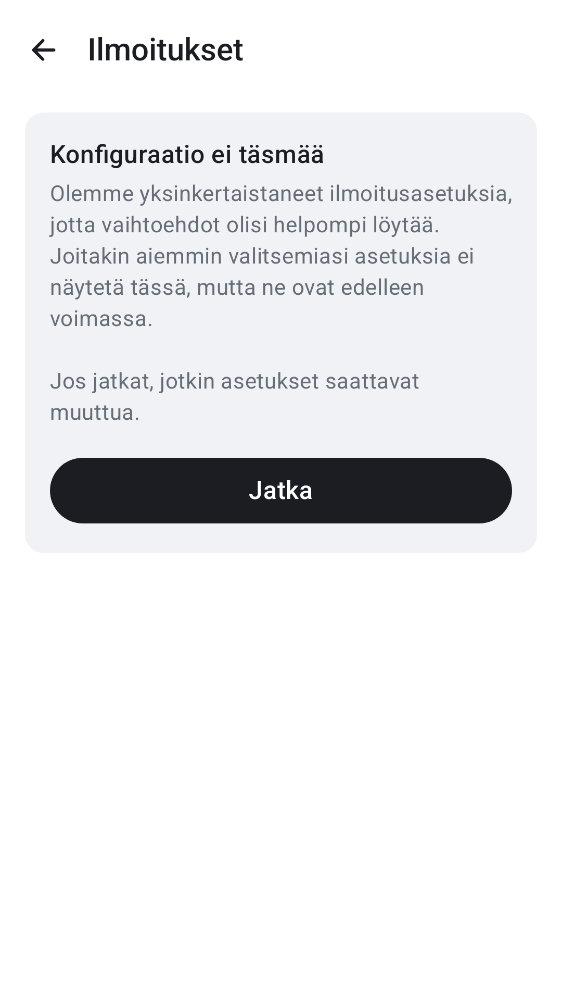 Ilmoitukset
Konfiguraatio ei täsmää
Olemme yksinkertaistaneet ilmoitusasetuksia,
jotta vaihtoehdot olisi helpompi löytää.
Joitakin aiemmin valitsemiasi asetuksia ei
näytetä tässä, mutta ne ovat edelleen
voimassa.
Jos jatkat, jotkin asetukset saattavat
muuttua.
Jatka